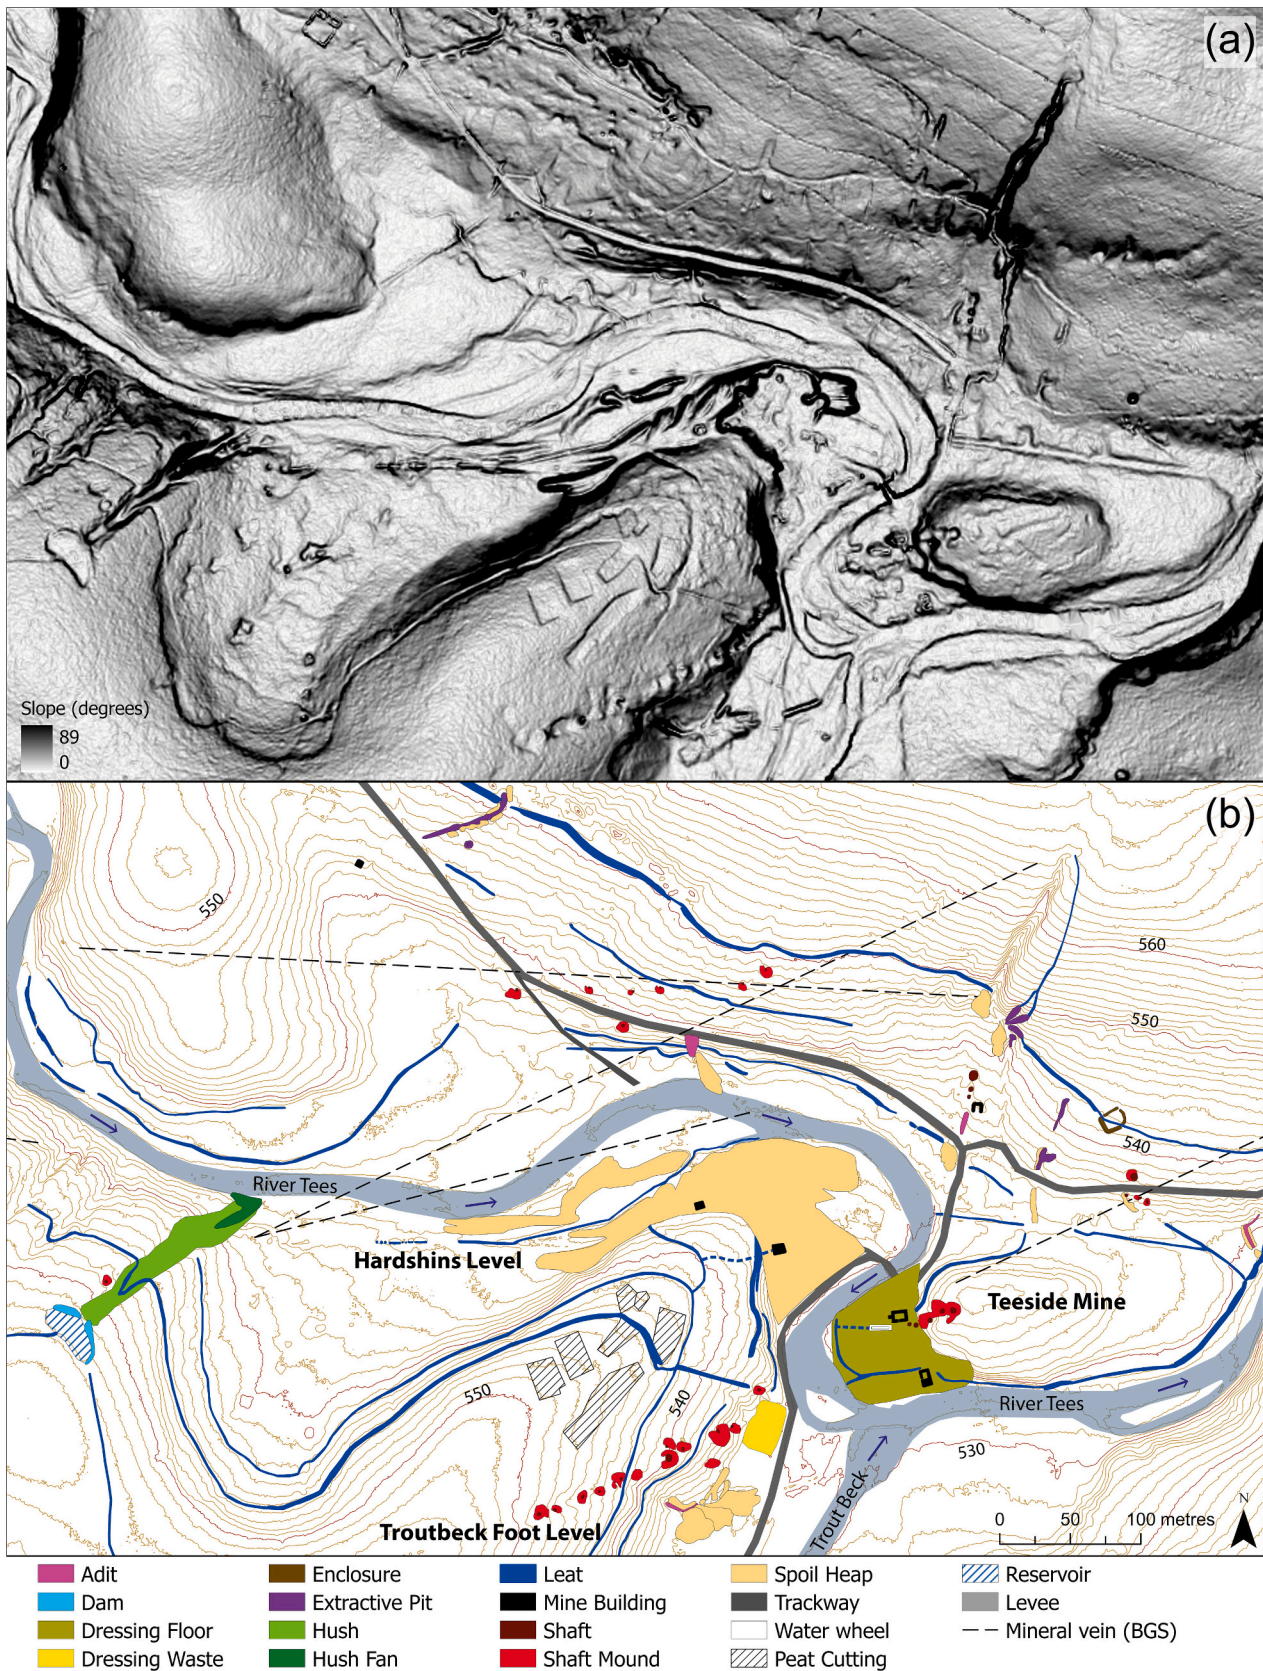 (a)
Slope (degrees)
89
0
(b)
550
560
550
540
River Tees
Hardshins Level
Teeside Mine
550
540
River Tees
530
Trout Beck
Troutbeck Foot Level
N
0 50 100 metres
Adit
Enclosure
Leat
Spoil Heap
Reservoir
Dam
Extractive Pit
Mine Building
Trackway
Levee
Dressing Floor
Hush
Shaft
Water wheel
Mineral vein (BGS)
Dressing Waste
Hush Fan
Shaft Mound
Peat Cutting